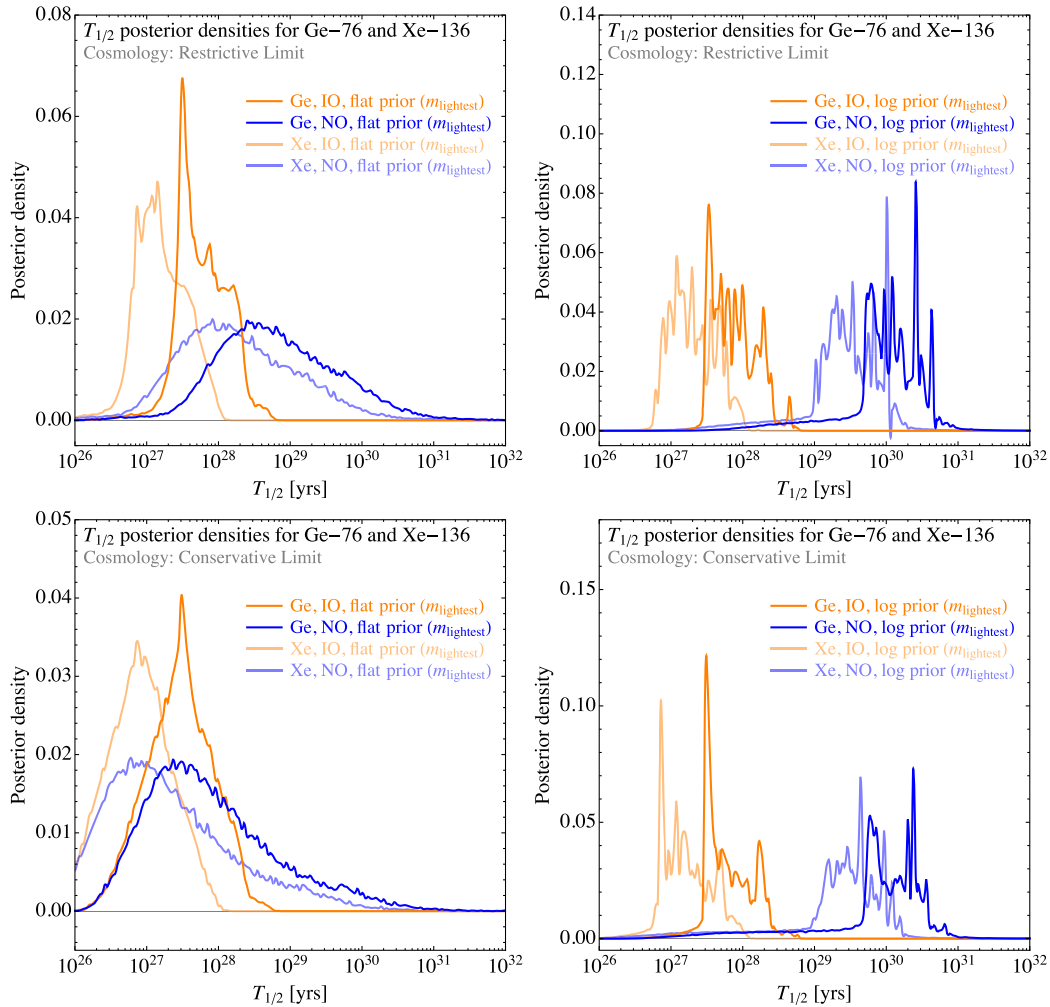 T1/2 posterior densities for Ge−76 and Xe−136
Cosmology: Restrictive Limit
Ge, IO, flat prior (mlightest)
Ge, NO, flat prior (mlightest)
Xe, IO, flat prior (mlightest)
Xe, NO, flat prior (mlightest)
Posterior density
0.08
0.06
0.04
0.02
0.00
10^26 10^27 10^28 10^29 10^30 10^31 10^32
T1/2 [yrs]
T1/2 posterior densities for Ge−76 and Xe−136
Cosmology: Restrictive Limit
Ge, IO, log prior (mlightest)
Ge, NO, log prior (mlightest)
Xe, IO, log prior (mlightest)
Xe, NO, log prior (mlightest)
Posterior density
0.14
0.12
0.10
0.08
0.06
0.04
0.02
0.00
10^26 10^27 10^28 10^29 10^30 10^31 10^32
T1/2 [yrs]
T1/2 posterior densities for Ge−76 and Xe−136
Cosmology: Conservative Limit
Ge, IO, flat prior (mlightest)
Ge, NO, flat prior (mlightest)
Xe, IO, flat prior (mlightest)
Xe, NO, flat prior (mlightest)
Posterior density
0.05
0.04
0.03
0.02
0.01
0.00
10^26 10^27 10^28 10^29 10^30 10^31 10^32
T1/2 [yrs]
T1/2 posterior densities for Ge−76 and Xe−136
Cosmology: Conservative Limit
Ge, IO, log prior (mlightest)
Ge, NO, log prior (mlightest)
Xe, IO, log prior (mlightest)
Xe, NO, log prior (mlightest)
Posterior density
0.15
0.10
0.05
0.00
10^26 10^27 10^28 10^29 10^30 10^31 10^32
T1/2 [yrs]